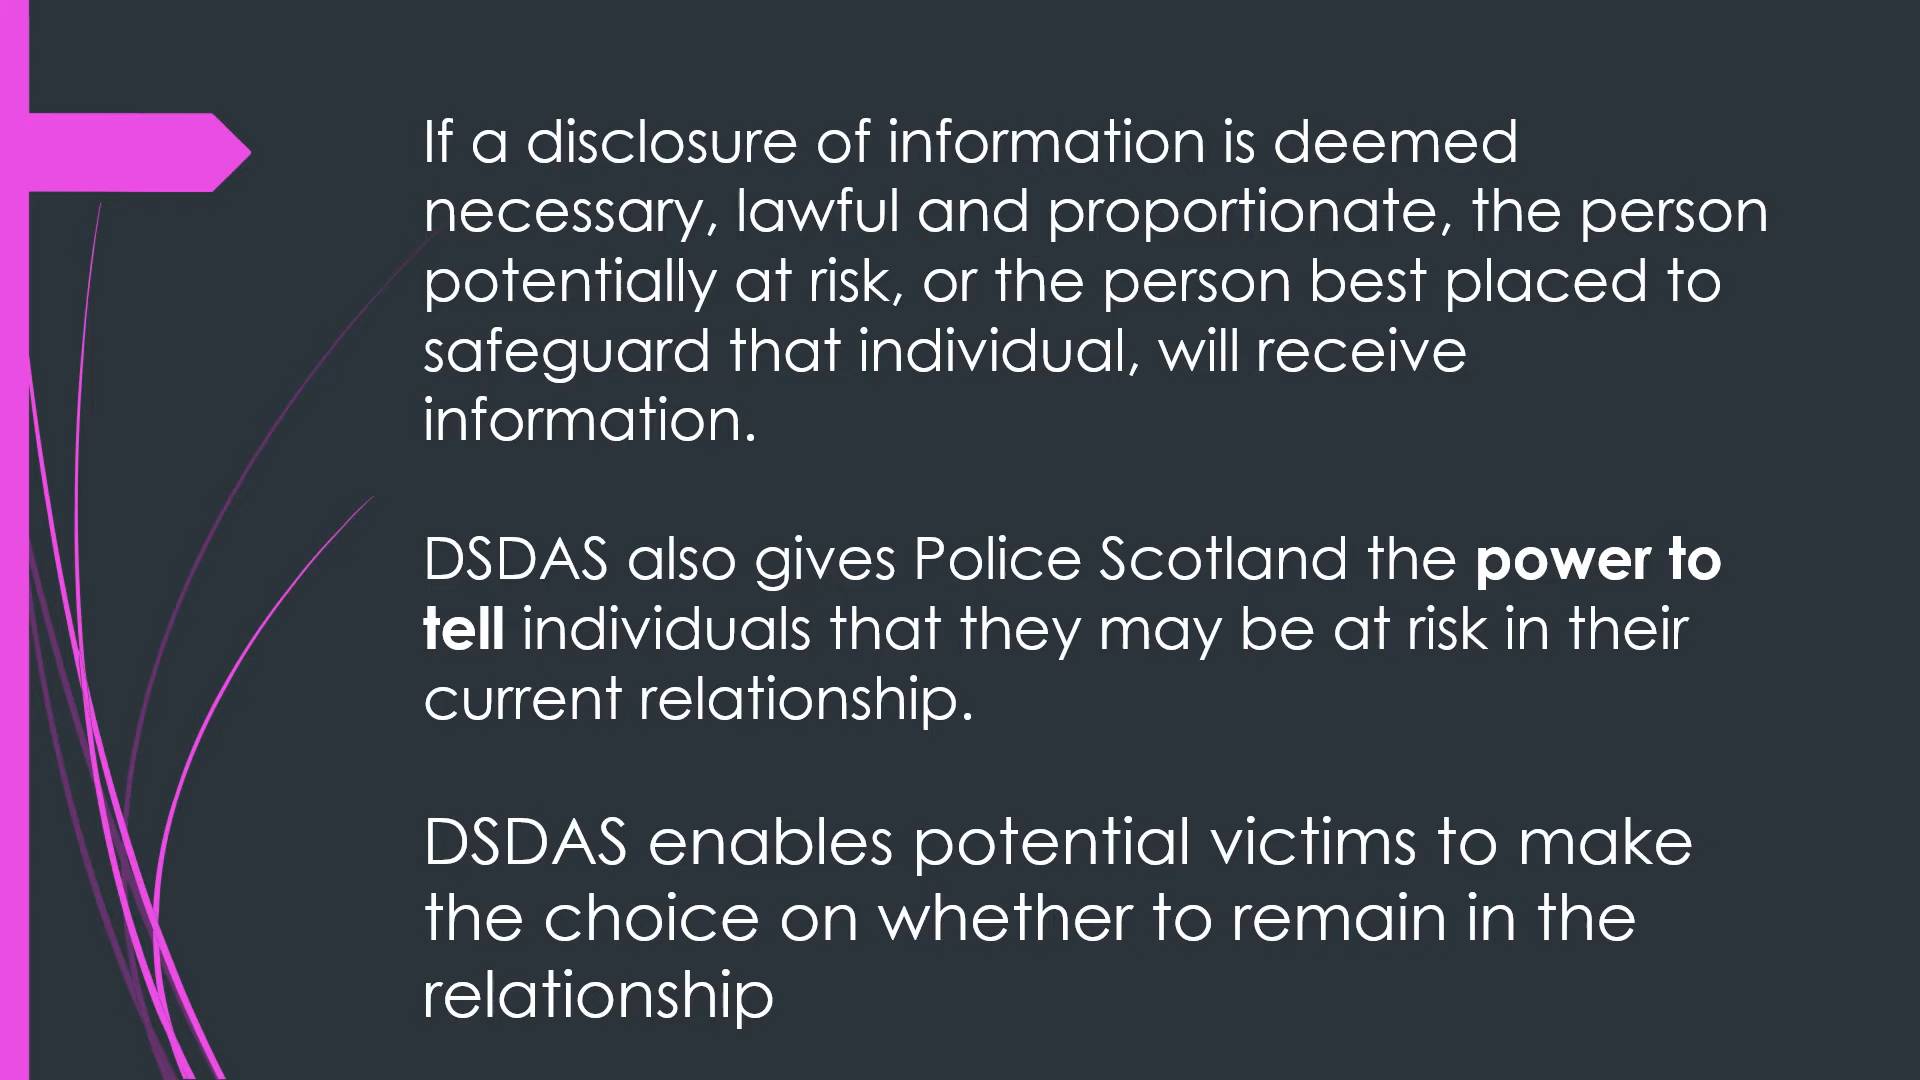 If a disclosure of information is deemed
necessary, lawful and proportionate, the person
potentially at risk, or the person best placed to
safeguard that individual, will receive
information.
DSDAS also gives Police Scotland the power to
tell individuals that they may be at risk in their
current relationship.
DSDAS enables potential victims to make
the choice on whether to remain in the
relationship